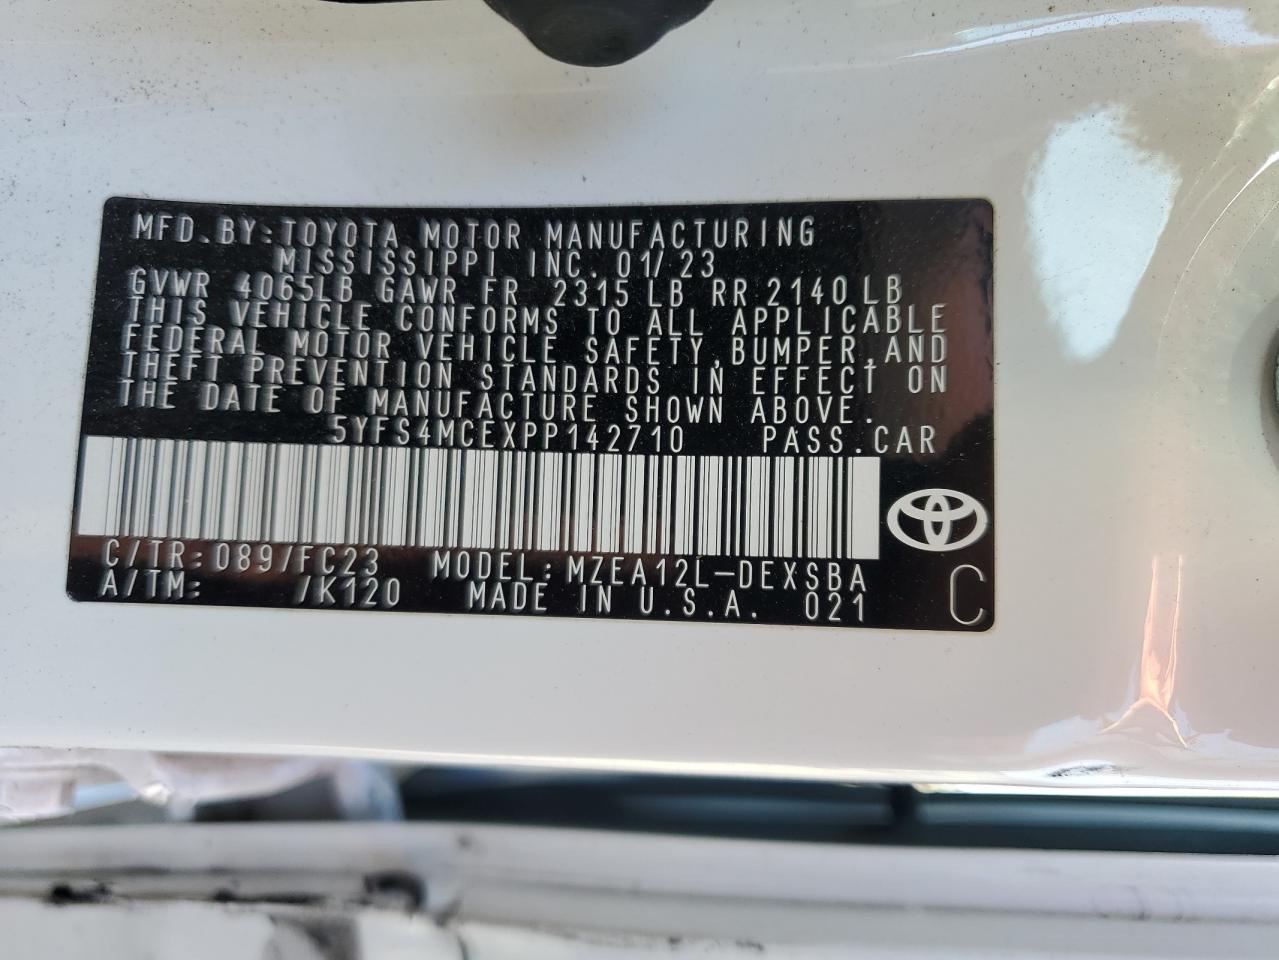 MFD.BY:TOYOTA MOTOR MANUFACTURING
MISSISSIPPI INC. 01/23
GVWR 4065LB GAWR FR 2315 LB RR 2140 LB
THIS VEHICLE CONFORMS TO ALL APPLICABLE
FEDERAL MOTOR VEHICLE SAFETY,BUMPER,AND
THEFT PREVENTION STANDARDS IN EFFECT ON
THE DATE OF MANUFACTURE SHOWN ABOVE.
5YFS4MCEXPP142710 PASS.CAR
C/TR:089/FC23 MODEL:MZEA12L-DEXSBA
A/TM: /K120 MADE IN U.S.A. 021 C